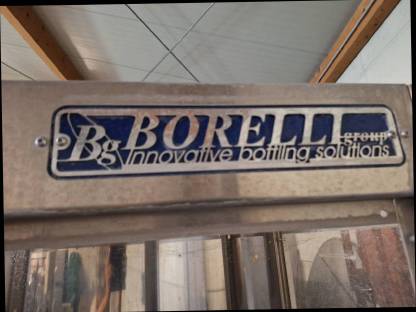 Bg BORELLI group
Innovative bottling solutions